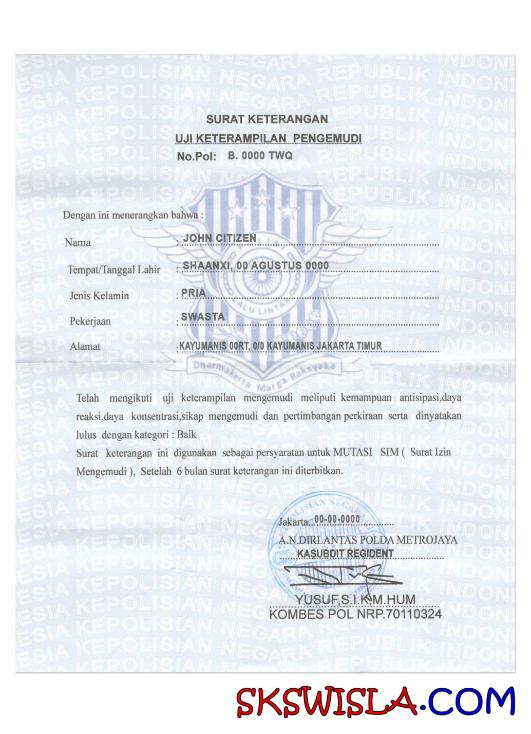 SURAT KETERANGAN
UJI KETERAMPILAN PENGEMUDI
No.Pol: B. 0000 TWQ
Dengan ini menerangkan bahwa :
Nama : JOHN CITIZEN
Tempat/Tanggal Lahir : SHAANXI, 00 AGUSTUS 0000
Jenis Kelamin : PRIA
Pekerjaan : SWASTA
Alamat : KAYUMANIS 00RT, 0/0 KAYUMANIS JAKARTA TIMUR
Dharmakerta Marga Raksyaka
Telah mengikuti uji keterampilan mengemudi meliputi kemampuan antisipasi,daya
reaksi,daya konsentrasi,sikap mengemudi dan pertimbangan perkiraan serta dinyatakan
lulus dengan kategori : Baik
Surat keterangan ini digunakan sebagai persyaratan untuk MUTASI SIM ( Surat Izin
Mengemudi ), Setelah 6 bulan surat keterangan ini diterbitkan.
Jakarta, 00-00-0000
A.N.DIRLANTAS POLDA METROJAYA
KASUBDIT REGIDENT
YUSUF,S.I.K,M.HUM
KOMBES POL NRP.70110324
SKSWISLA.COM